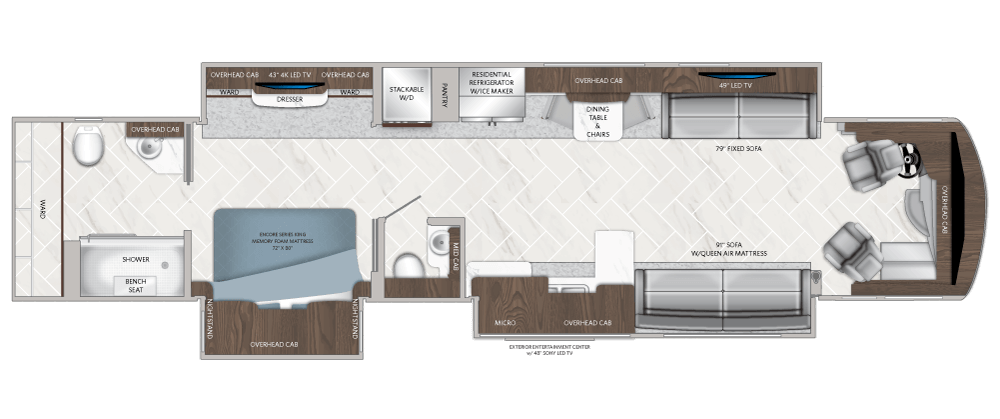 OVERHEAD CAB
43" 4K LED TV
OVERHEAD CAB
WARD
DRESSER
WARD
STACKABLE
W/D
PANTRY
RESIDENTIAL
REFRIGERATOR
W/ICE MAKER
OVERHEAD CAB
DINING
TABLE
&
CHAIRS
49" LED TV
79" FIXED SOFA
OVERHEAD CAB
WARD
SHOWER
BENCH
SEAT
ENCORE SERIES KING
MEMORY FOAM MATTRESS
72" X 80"
NIGHTSTAND
NIGHTSTAND
OVERHEAD CAB
MED CAB
MICRO
OVERHEAD CAB
91" SOFA
W/QUEEN AIR MATTRESS
OVERHEAD CAB
EXTERIOR ENTERTAINMENT CENTER
w/ 48" SONY LED TV